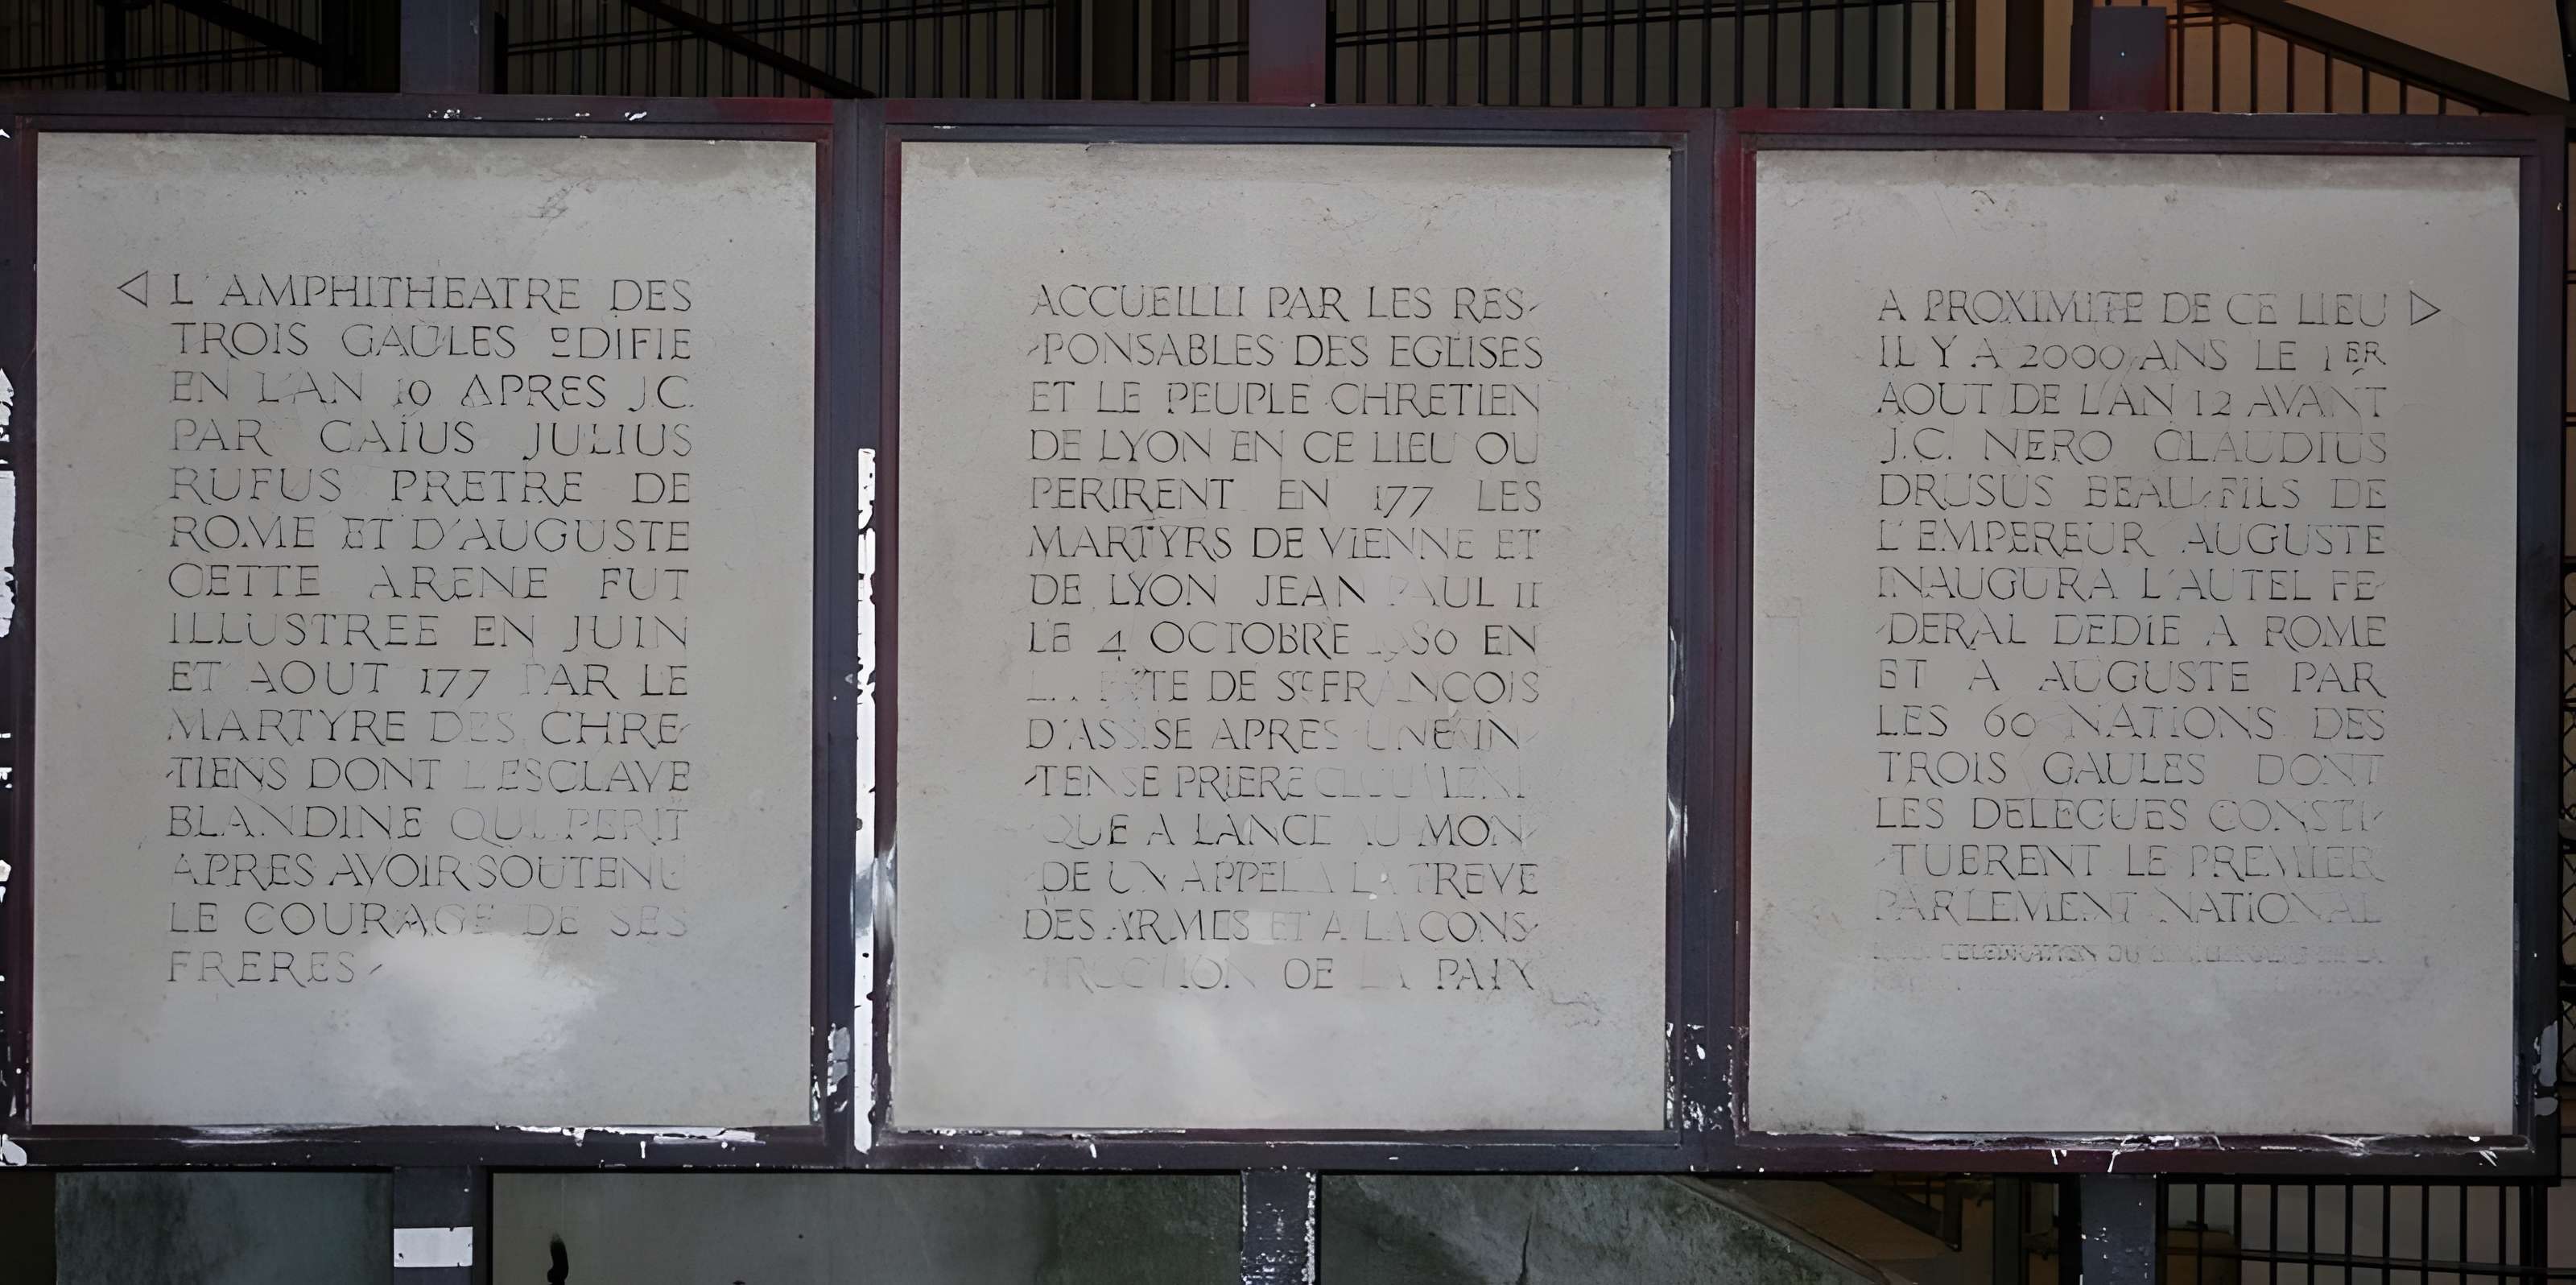 ◁ L'AMPHITHEATRE DES
TROIS GAULES EDIFIE
EN L'AN 19 APRES J.C.
PAR CAÏUS JULIUS
RUFUS PRETRE DE
ROME ET D'AUGUSTE
CETTE ARENE FUT
ILLUSTREE EN JUIN
ET AOUT 177 PAR LE
MARTYRE DES CHRE-
-TIENS DONT L'ESCLAVE
BLANDINE QUI PERIT
APRES AVOIR SOUTENU
LE COURAGE DE SES
FRERES-
ACCUEILLI PAR LES RES-
-PONSABLES DES EGLISES
ET LE PEUPLE CHRETIEN
DE LYON EN CE LIEU OU
PERIRENT EN 177 LES
MARTYRS DE VIENNE ET
DE LYON JEAN PAUL II
LE 4 OCTOBRE EN
FETE DE ST FRANCOIS
D'ASSISE APRES UNE IN-
-TENSE PRIERE
QUE A LANCE AU MON-
-DE UN APPEL A LA TREVE
DES ARMES ET A LA CONS-
-TRUCTION DE LA PAIX
A PROXIMITE DE CE LIEU ▷
IL Y A 2000 ANS LE 1ER
AOUT DE L'AN 12 AVANT
J.C. NERO CLAUDIUS
DRUSUS BEAU-FILS DE
L'EMPEREUR AUGUSTE
INAUGURA L'AUTEL FE-
-DERAL DEDIE A ROME
ET A AUGUSTE PAR
LES 60 NATIONS DES
TROIS GAULES DONT
LES DELEGUES CONSTI-
-TUERENT LE PREMIER
PARLEMENT NATIONAL